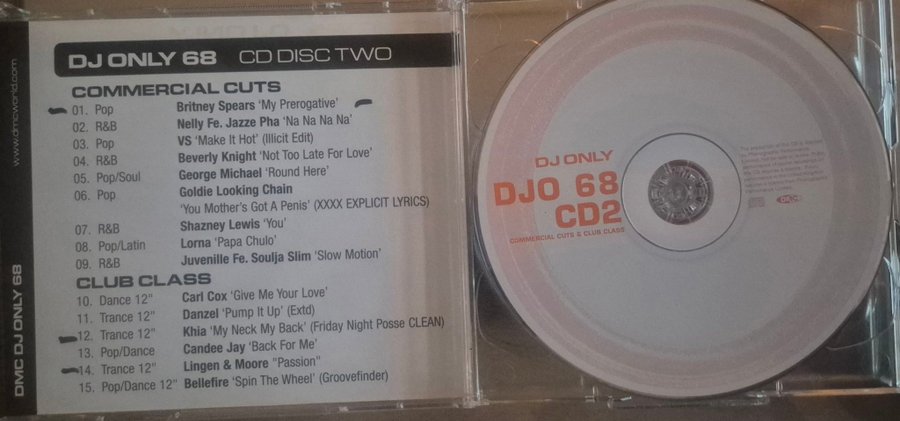 www.dmcworld.com
DMC DJ ONLY 68
DJ ONLY 68 CD DISC TWO
COMMERCIAL CUTS
01. Pop Britney Spears 'My Prerogative'
02. R&B Nelly Fe. Jazze Pha 'Na Na Na Na'
03. Pop VS 'Make It Hot' (Illicit Edit)
04. R&B Beverly Knight 'Not Too Late For Love'
05. Pop/Soul George Michael 'Round Here'
06. Pop Goldie Looking Chain
'You Mother's Got A Penis' (XXXX EXPLICIT LYRICS)
07. R&B Shazney Lewis 'You'
08. Pop/Latin Lorna 'Papa Chulo'
09. R&B Juvenille Fe. Soulja Slim 'Slow Motion'
CLUB CLASS
10. Dance 12" Carl Cox 'Give Me Your Love'
11. Trance 12" Danzel 'Pump It Up' (Extd)
12. Trance 12" Khia 'My Neck My Back' (Friday Night Posse CLEAN)
13. Pop/Dance Candee Jay 'Back For Me'
14. Trance 12" Lingen & Moore "Passion"
15. Pop/Dance 12" Bellefire 'Spin The Wheel' (Groovefinder)
DJ ONLY
DJO 68
CD2
COMMERCIAL CUTS & CLUB CLASS